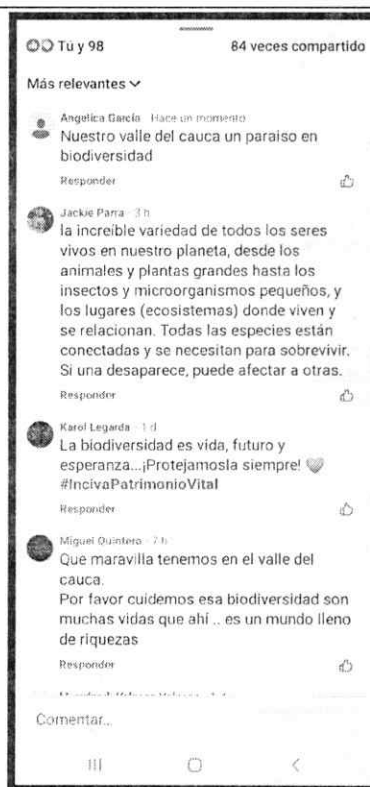 Tú y 98 84 veces compartido
Más relevantes
Angelica García Hace un momento
Nuestro valle del cauca un paraiso en
biodiversidad
Responder
Jackie Parra · 3 h
la increíble variedad de todos los seres
vivos en nuestro planeta, desde los
animales y plantas grandes hasta los
insectos y microorganismos pequeños, y
los lugares (ecosistemas) donde viven y
se relacionan. Todas las especies están
conectadas y se necesitan para sobrevivir.
Si una desaparece, puede afectar a otras.
Responder
Karol Legarda · 1 d
La biodiversidad es vida, futuro y
esperanza...¡Protejamosla siempre!
#IncivaPatrimonioVital
Responder
Miguel Quintero · 7 h
Que maravilla tenemos en el valle del
cauca.
Por favor cuidemos esa biodiversidad son
muchas vidas que ahí .. es un mundo lleno
de riquezas
Responder
Comentar...